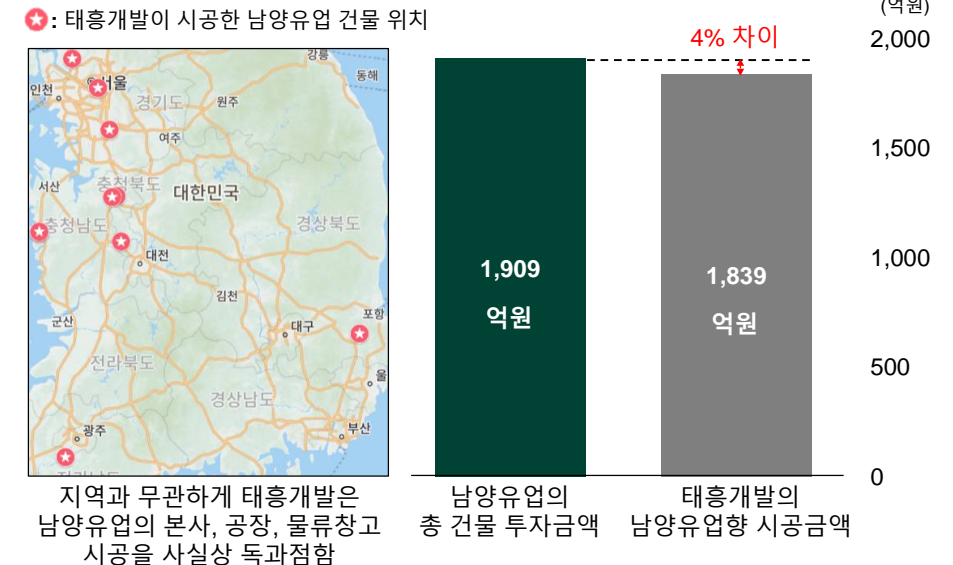 : 태흥개발이 시공한 남양유업 건물 위치
강릉
동해
서울
인천
경기도
원주
여주
서산
충청북도
대한민국
충청남도
경상북도
대전
김천
군산
포항
대구
전라북도
울
경상남도
광주
부산
전라남도
지역과 무관하게 태흥개발은
남양유업의 본사, 공장, 물류창고
시공을 사실상 독과점함
(억원)
4% 차이
2,000
1,500
1,000
500
0
1,909
억원
1,839
억원
남양유업의
총 건물 투자금액
태흥개발의
남양유업향 시공금액